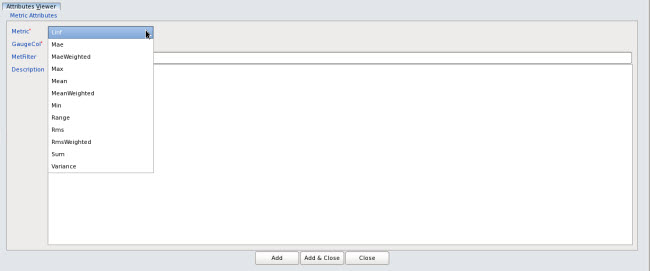 Attributes Viewer
Metric Attributes
Metric*
Linf
GaugeCol*
Mae
MetFilter
MaeWeighted
Description
Max
Mean
MeanWeighted
Min
Range
Rms
RmsWeighted
Sum
Variance
Add
Add & Close
Close